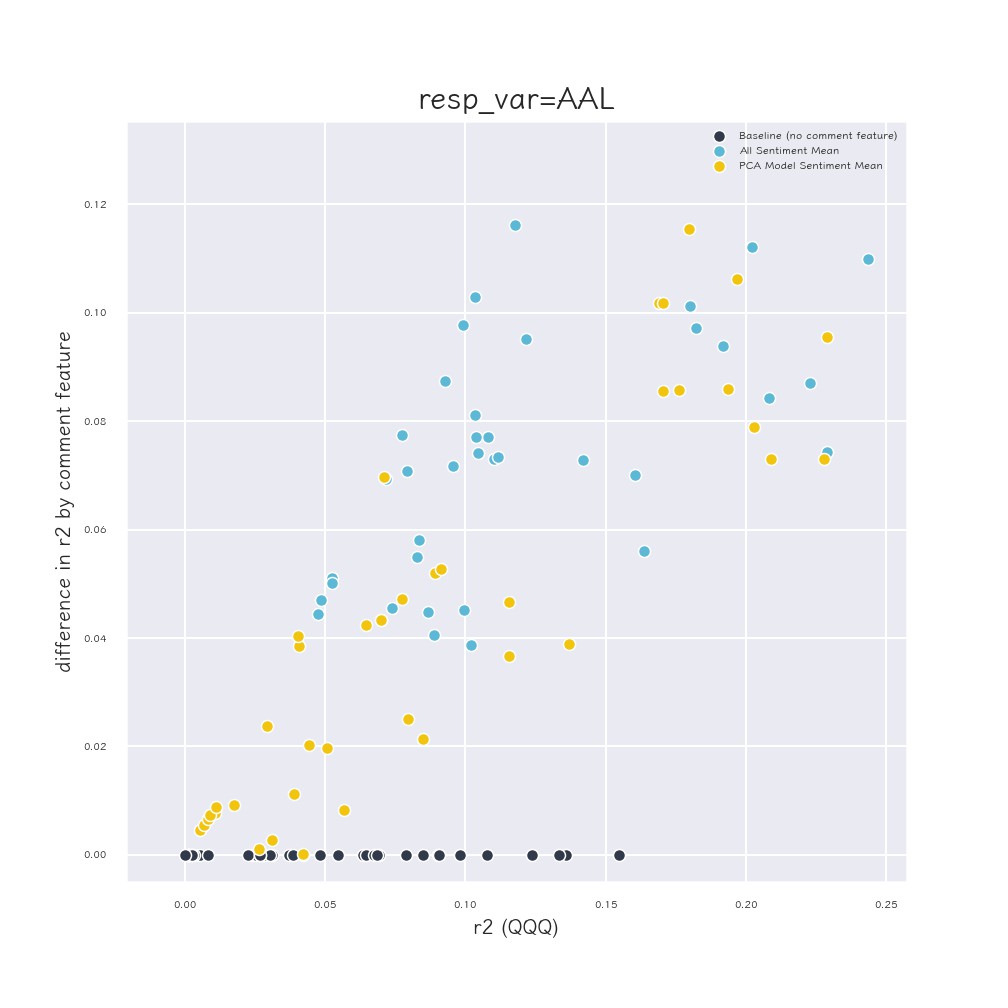 resp_var=AAL
Baseline (no comment feature)
All Sentiment Mean
PCA Model Sentiment Mean
difference in r2 by comment feature
0.12
0.10
0.08
0.06
0.04
0.02
0.00
0.00 0.05 0.10 0.15 0.20 0.25
r2 (QQQ)